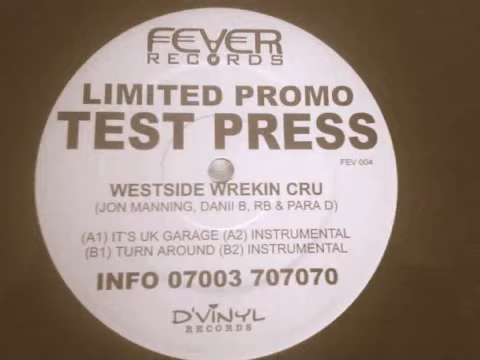 FEVER
RECORDS
LIMITED PROMO
TEST PRESS
FEV 004
WESTSIDE WREKIN CRU
(JON MANNING, DANII B, RB & PARA D)
(A1) IT'S UK GARAGE (A2) INSTRUMENTAL
(B1) TURN AROUND (B2) INSTRUMENTAL
INFO 07003 707070
D'VINYL
RECORDS